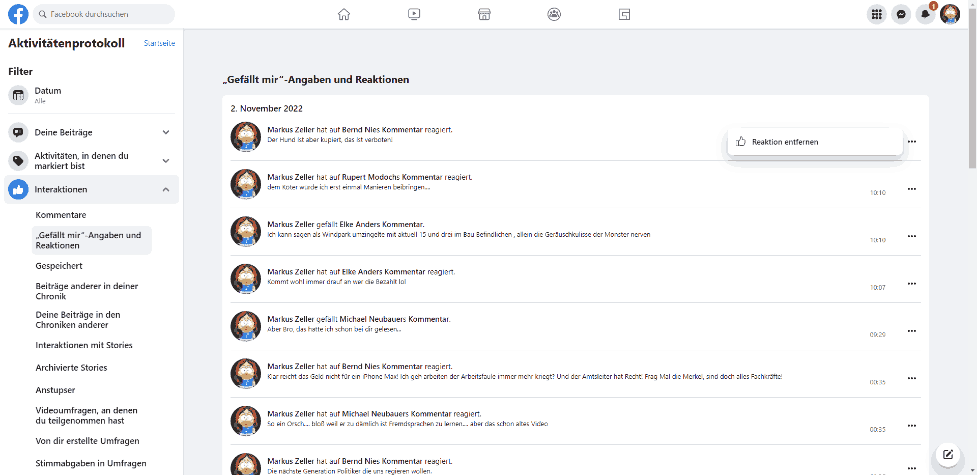 Facebook durchsuchen
1
Aktivitätenprotokoll
Startseite
Filter
Datum
Alle
Deine Beiträge
Aktivitäten, in denen du
markiert bist
Interaktionen
Kommentare
„Gefällt mir“-Angaben und
Reaktionen
Gespeichert
Beiträge anderer in deiner
Chronik
Deine Beiträge in den
Chroniken anderer
Interaktionen mit Stories
Archivierte Stories
Anstupser
Videoumfragen, an denen
du teilgenommen hast
Von dir erstellte Umfragen
Stimmabgaben in Umfragen
„Gefällt mir“-Angaben und Reaktionen
2. November 2022
Markus Zeller hat auf Bernd Nies Kommentar reagiert.
Der Hund ist aber kupiert, das ist verboten!
Reaktion entfernen
Markus Zeller hat auf Rupert Modochs Kommentar reagiert.
dem Köter würde ich erst einmal Manieren beibringen....
10:10
Markus Zeller gefällt Elke Anders Kommentar.
Ich kann sagen als Windpark umzingelte mit aktuell 15 und drei im Bau Befindlichen , allein die Geräuschkulisse der Monster nerven
10:10
Markus Zeller hat auf Elke Anders Kommentar reagiert.
Kommt wohl immer drauf an wer die Bezahlt lol
10:07
Markus Zeller gefällt Michael Neubauers Kommentar.
Aber Bro, das hatte ich schon bei dir gelesen...
09:29
Markus Zeller hat auf Bernd Nies Kommentar reagiert.
Klar reicht das Geld nicht für ein iPhone Max! Ich geh arbeiten der Arbeitsfaule immer mehr kriegt? Und der Amtsleiter hat Recht! Frag Mal die Merkel, sind doch alles Fachkräfte!
00:35
Markus Zeller hat auf Michael Neubauers Kommentar reagiert.
So ein Orsch.... bloß weil er zu dämlich ist Fremdsprachen zu lernen.... aber das schon altes Video
00:35
Markus Zeller hat auf Bernd Nies Kommentar reagiert.
Die nächste Generation Politiker die uns regieren wollen.